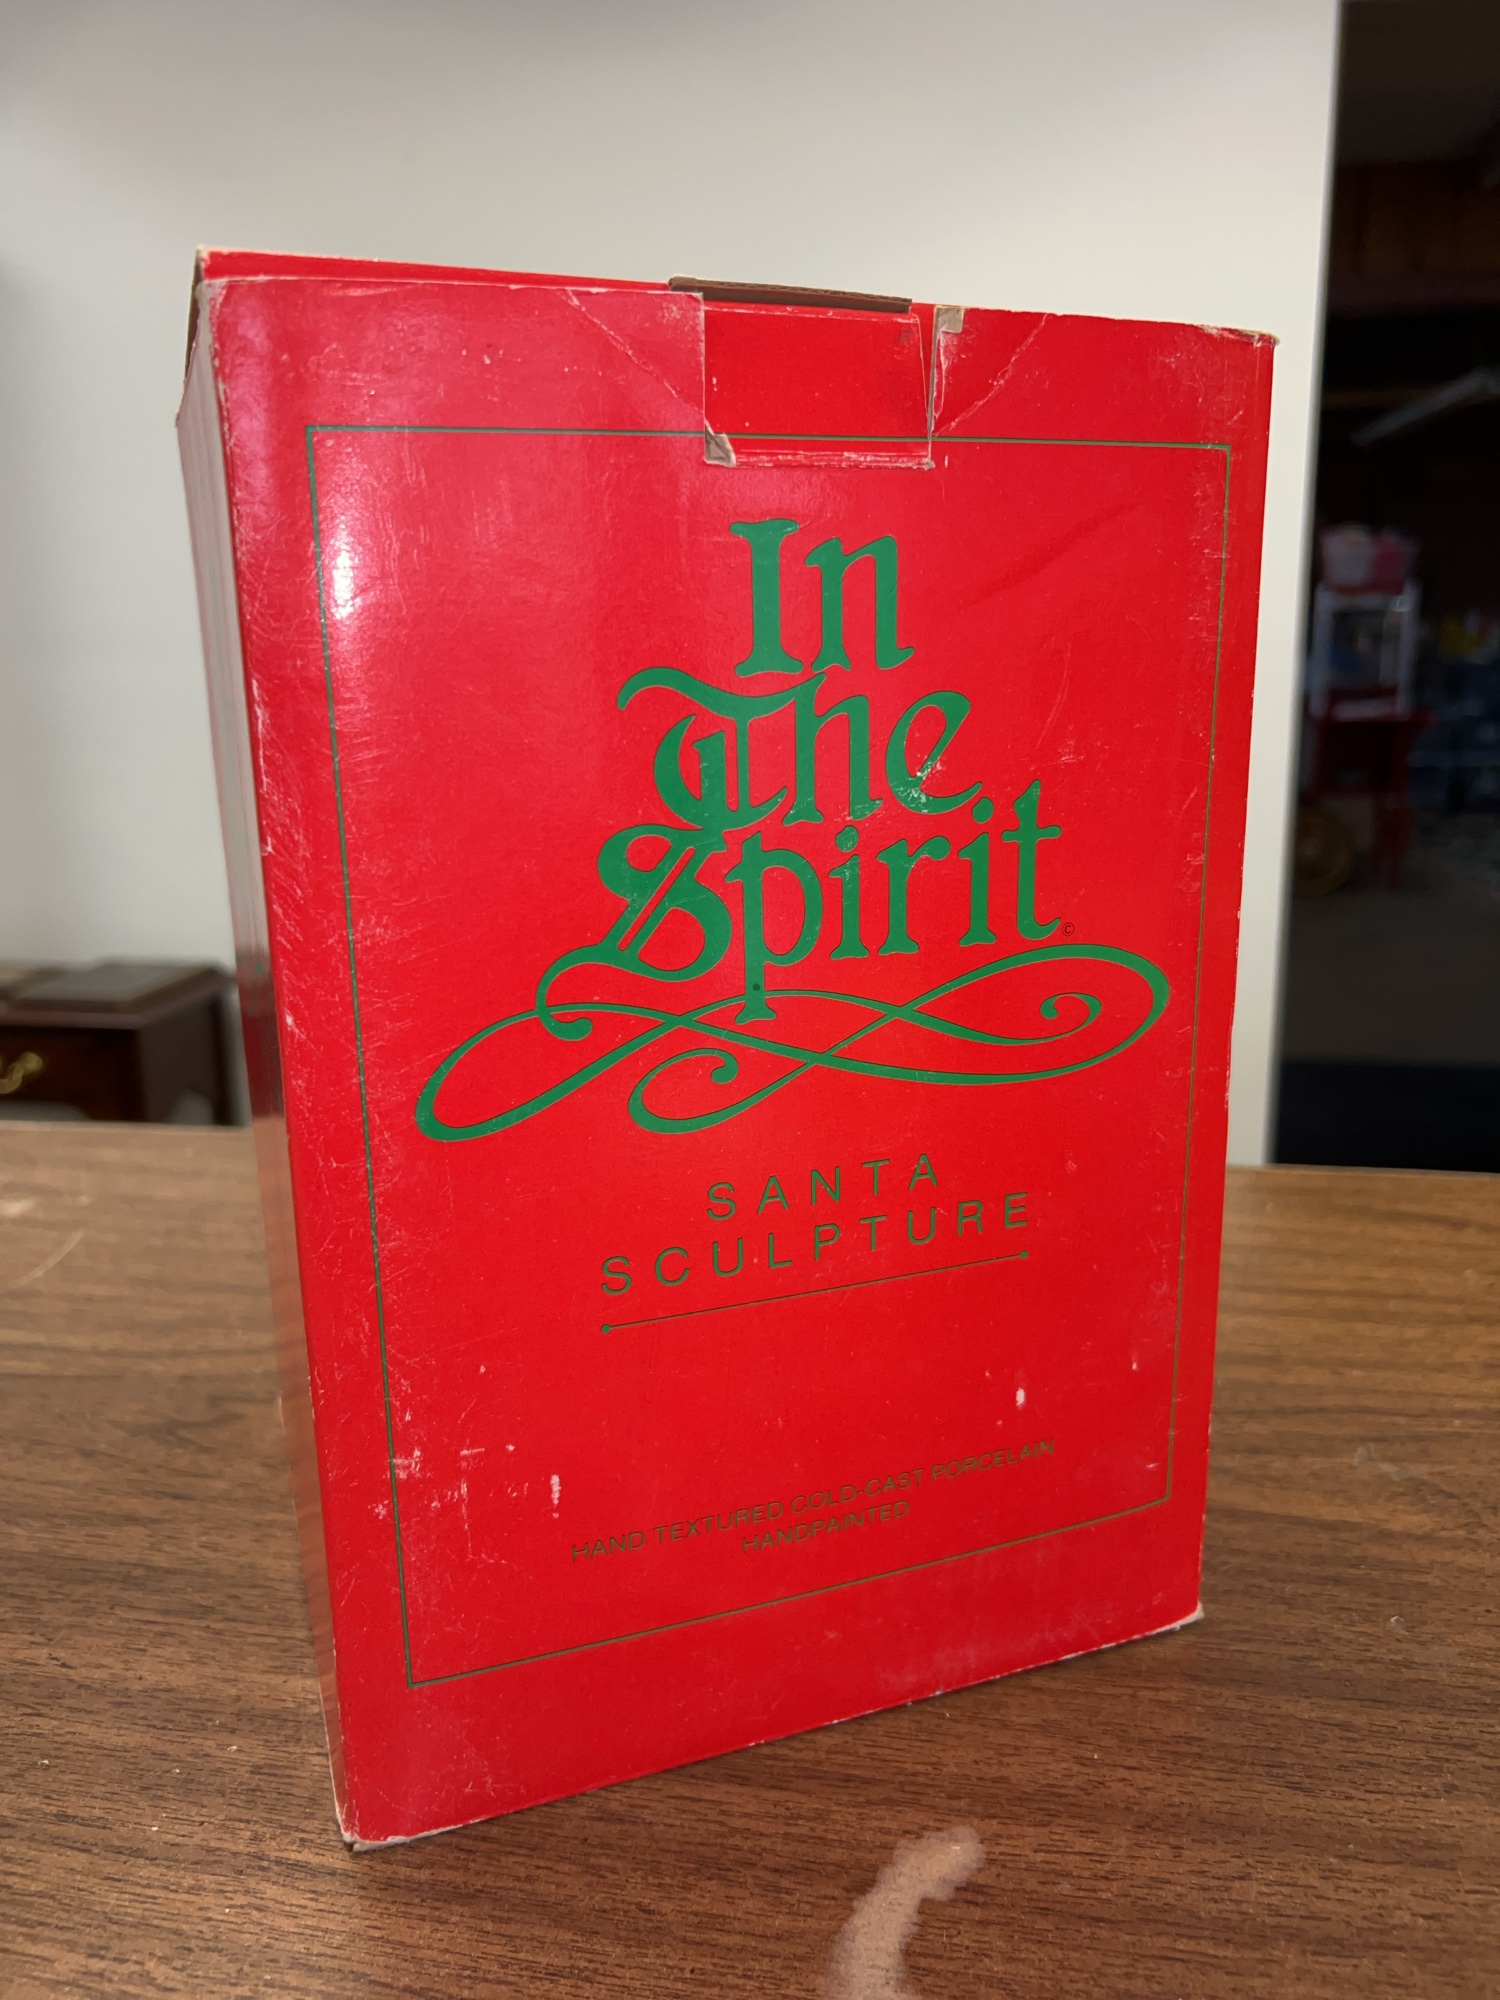 In
The
Spirit©
SANTA
SCULPTURE
HAND TEXTURED COLD-CAST PORCELAIN
HANDPAINTED